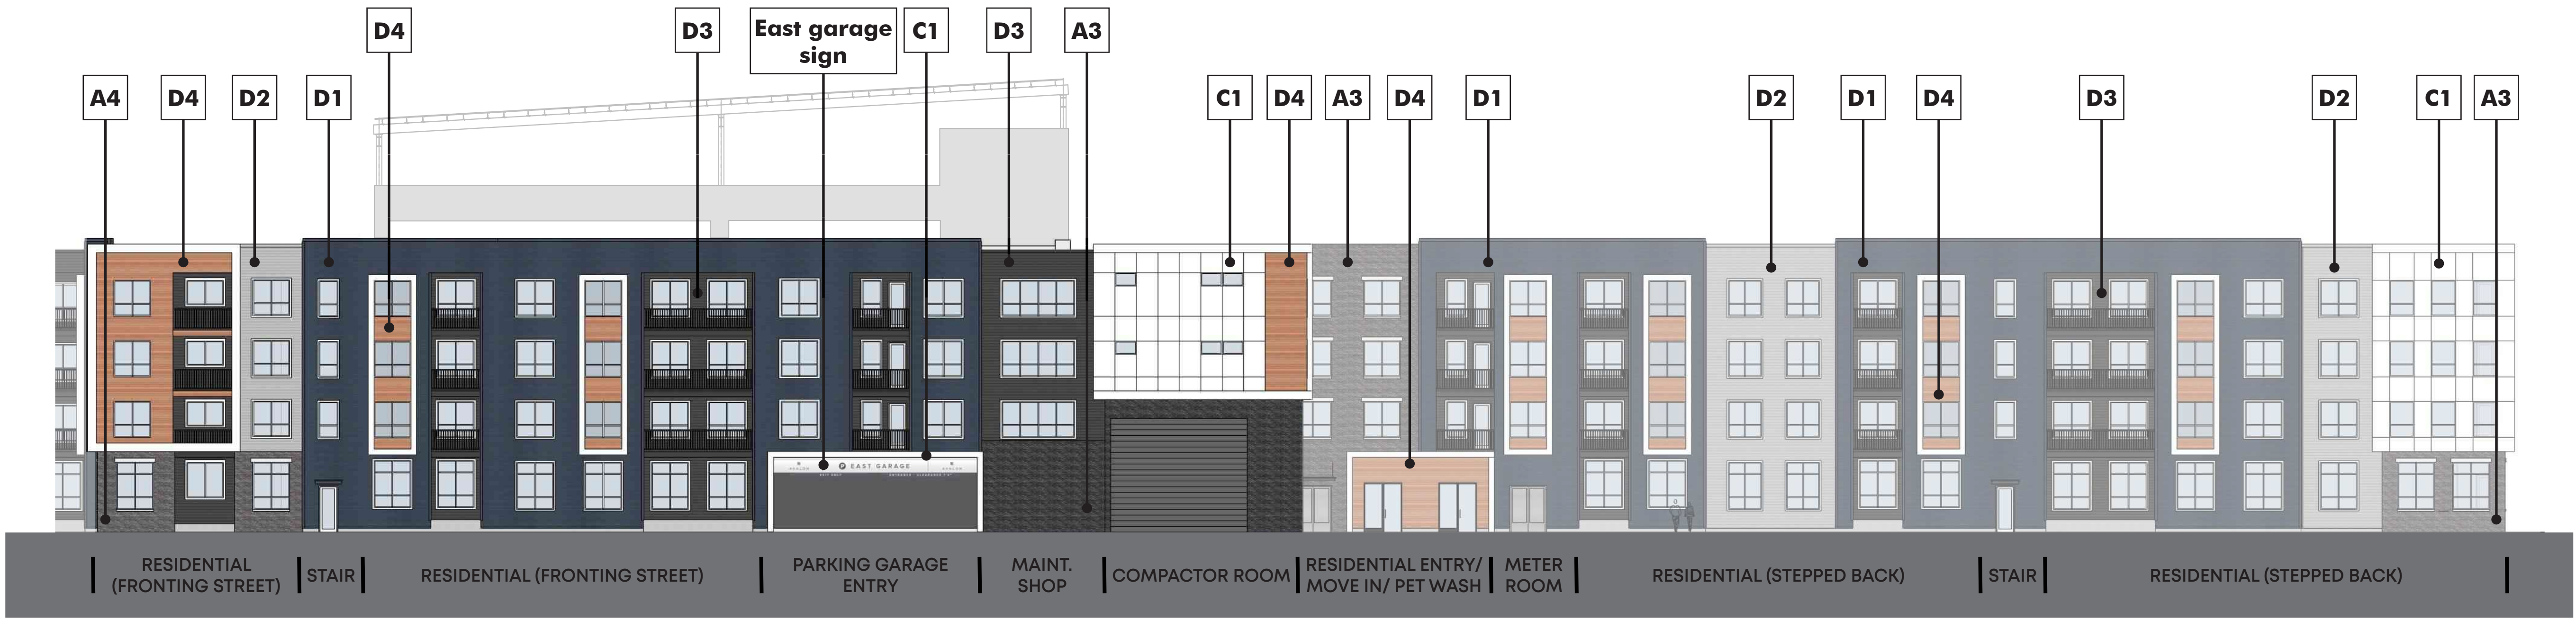 D4
D3
East garage
sign
C1
D3
A3
A4
D4
D2
D1
C1
D4
A3
D4
D1
D2
D1
D4
D3
D2
C1
A3
P EAST GARAGE
RESIDENTIAL
(FRONTING STREET)
STAIR
RESIDENTIAL (FRONTING STREET)
PARKING GARAGE
ENTRY
MAINT.
SHOP
COMPACTOR ROOM
RESIDENTIAL ENTRY/
MOVE IN/ PET WASH
METER
ROOM
RESIDENTIAL (STEPPED BACK)
STAIR
RESIDENTIAL (STEPPED BACK)